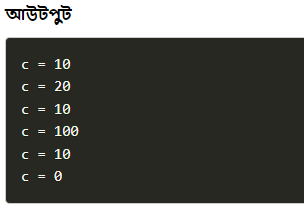 আউটপুট
c = 10
c = 20
c = 10
c = 100
c = 10
c = 0